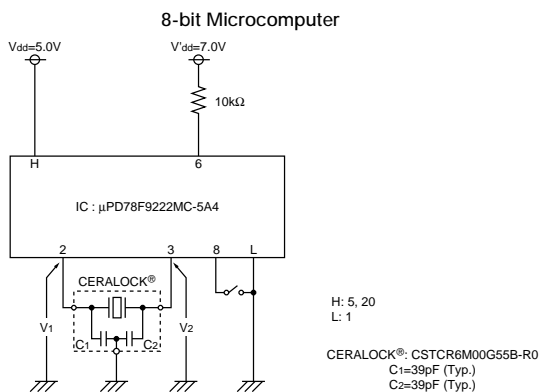 8-bit Microcomputer
Vdd=5.0V
V'dd=7.0V
10kΩ
H
6
IC : µPD78F9222MC-5A4
2
3
8
L
CERALOCK®
V1
C1
C2
V2
H: 5, 20
L: 1
CERALOCK®: CSTCR6M00G55B-R0
C1=39pF (Typ.)
C2=39pF (Typ.)